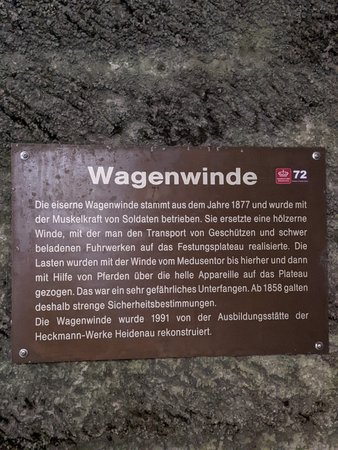 Wagenwinde
72
Die eiserne Wagenwinde stammt aus dem Jahre 1877 und wurde mit
der Muskelkraft von Soldaten betrieben. Sie ersetzte eine hölzerne
Winde, mit der man den Transport von Geschützen und schwer
beladenen Fuhrwerken auf das Festungsplateau realisierte. Die
Lasten wurden mit der Winde vom Medusentor bis hierher und dann
mit Hilfe von Pferden über die helle Appareille auf das Plateau
gezogen. Das war ein sehr gefährliches Unterfangen. Ab 1858 galten
deshalb strenge Sicherheitsbestimmungen.
Die Wagenwinde wurde 1991 von der Ausbildungsstätte der
Heckmann-Werke Heidenau rekonstruiert.